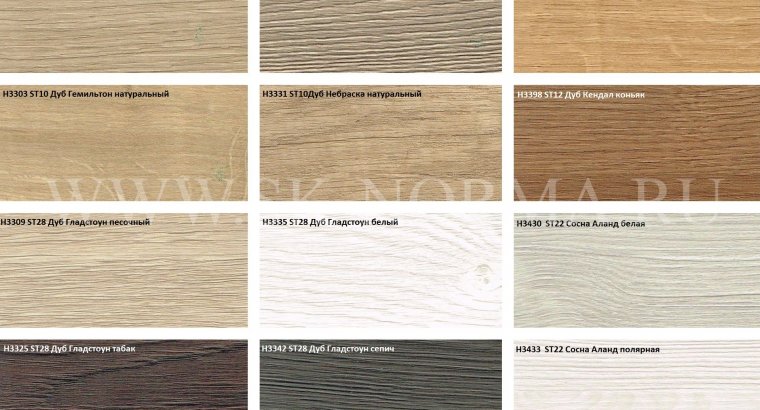 H3303 ST10 Дуб Гемильтон натуральный
H3331 ST10Дуб Небраска натуральный
H3398 ST12 Дуб Кендал коньяк
WWW.SK-NORMA.RU
H3309 ST28 Дуб Гладстоун песочный
H3335 ST28 Дуб Гладстоун белый
H3430 ST22 Сосна Аланд белая
H3325 ST28 Дуб Гладстоун табак
H3342 ST28 Дуб Гладстоун сепич
H3433 ST22 Сосна Аланд полярная